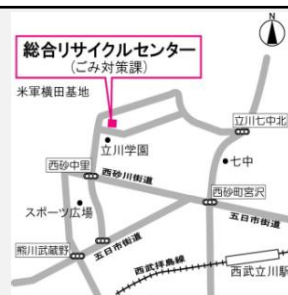 N
総合リサイクルセンター
(ごみ対策課)
米軍横田基地
立川七中北
立川学園
七中
西砂中里
西砂川街道
西砂町宮沢
スポーツ広場
五日市街道
五日市街道
熊川武蔵野
西武拝島線
西武立川駅